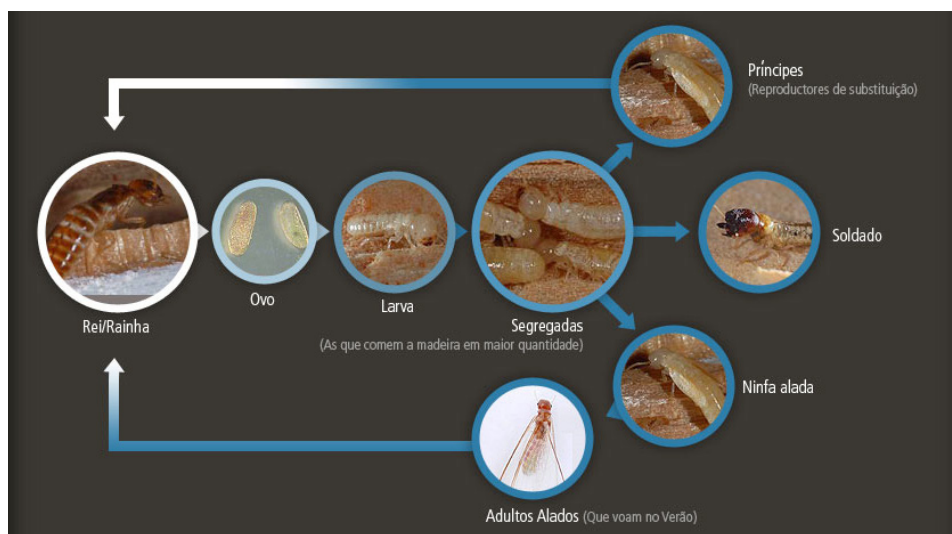 Príncipes
(Reproductores de substituição)
Soldado
Ovo
Larva
Rei/Rainha
Segregadas
(As que comem a madeira em maior quantidade)
Ninfa alada
Adultos Alados (Que voam no Verão)